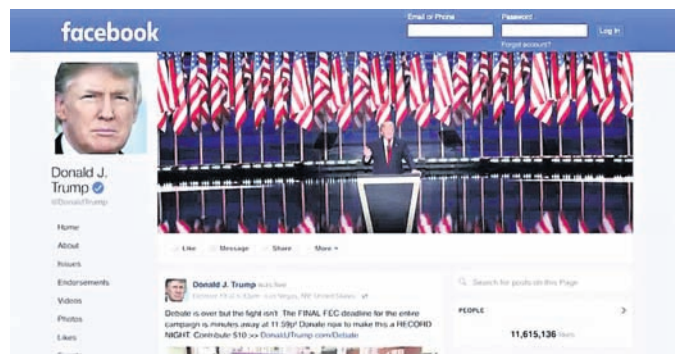 facebook
Email or Phone
Password
Log In
Forgot account?
Donald J.
Trump
@DonaldTrump
Home
About
Issues
Endorsements
Videos
Photos
Likes
Like Message Share More
Donald J. Trump
Debate is over but the fight isn't. The FINAL FEC deadline for the entire
campaign is minutes away at 11:59p! Donate now to make this a RECORD
NIGHT. Contribute $10 >> DonaldJTrump.com/Debate
Search for posts on this Page
PEOPLE
11,615,136 likes